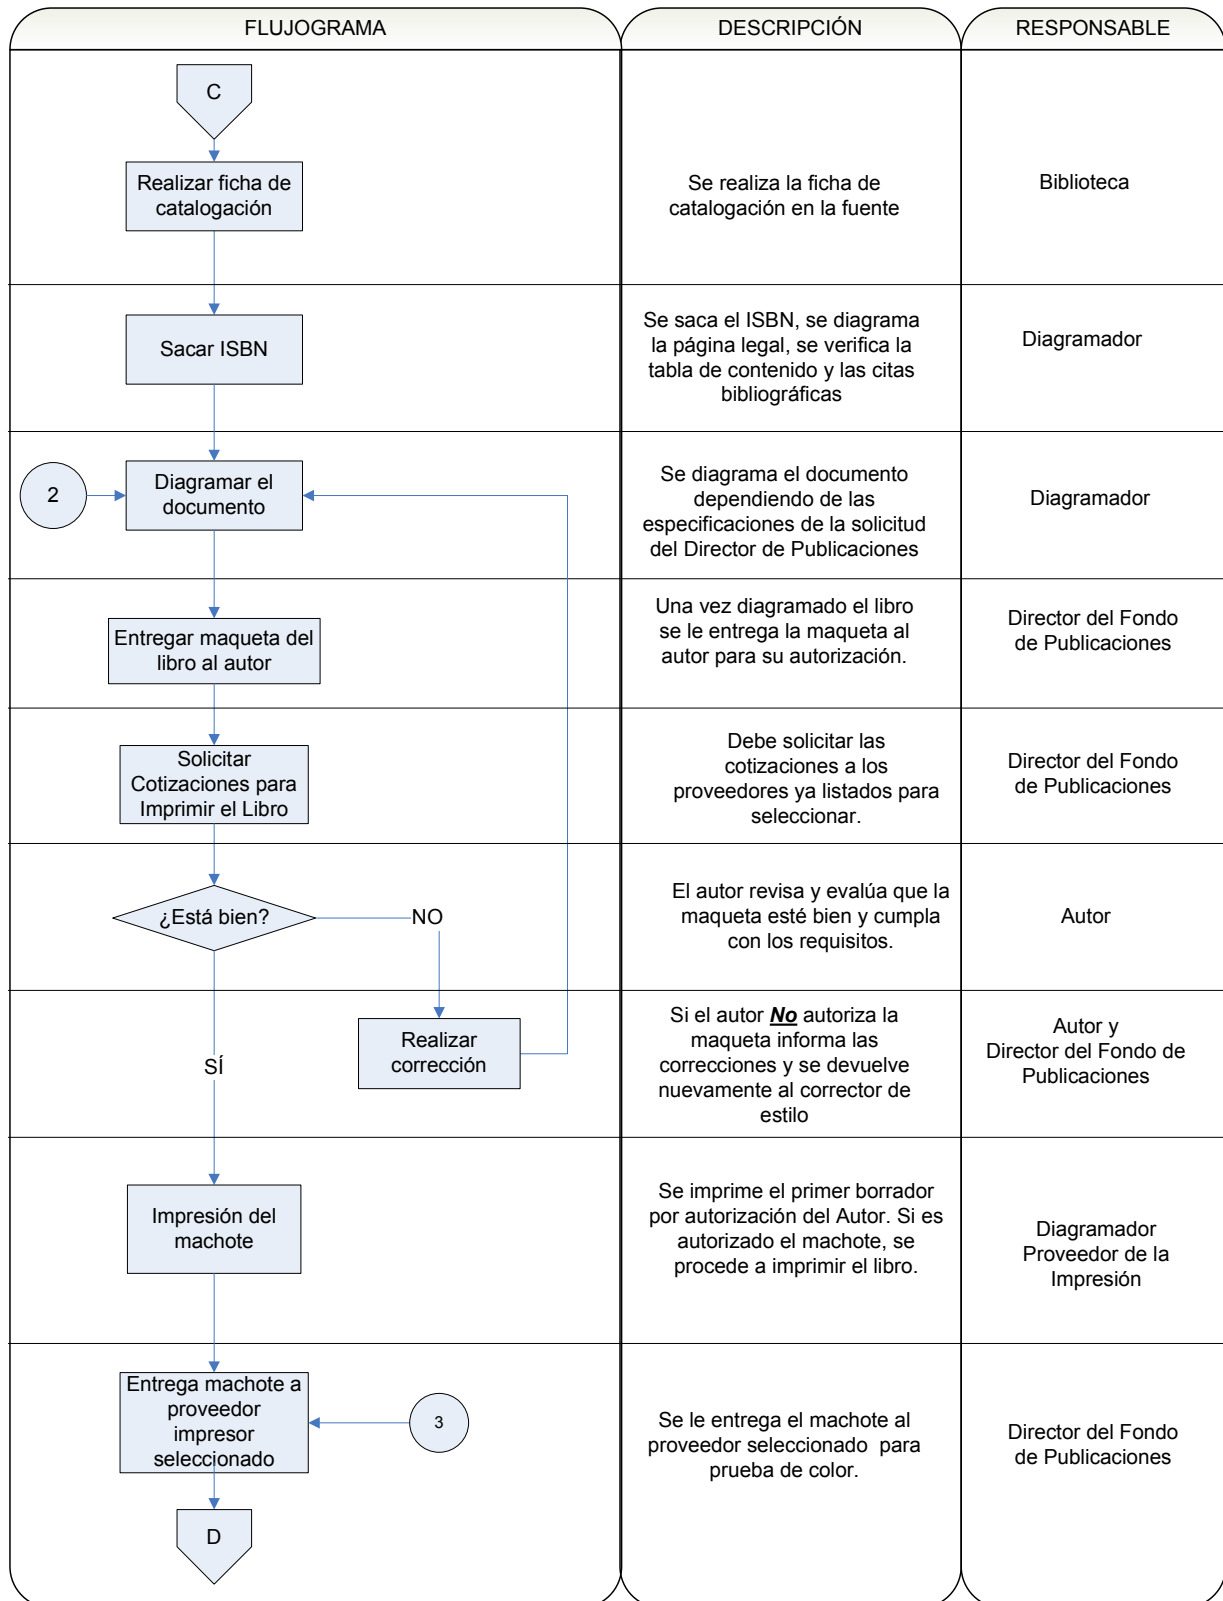 FLUJOGRAMA
DESCRIPCIÓN
RESPONSABLE
C
Realizar ficha de
catalogación
Se realiza la ficha de
catalogación en la fuente
Biblioteca
Sacar ISBN
Se saca el ISBN, se diagrama
la página legal, se verifica la
tabla de contenido y las citas
bibliográficas
Diagramador
2
Diagramar el
documento
Se diagrama el documento
dependiendo de las
especificaciones de la solicitud
del Director de Publicaciones
Diagramador
Entregar maqueta del
libro al autor
Una vez diagramado el libro
se le entrega la maqueta al
autor para su autorización.
Director del Fondo
de Publicaciones
Solicitar
Cotizaciones para
Imprimir el Libro
Debe solicitar las
cotizaciones a los
proveedores ya listados para
seleccionar.
Director del Fondo
de Publicaciones
¿Está bien?
NO
El autor revisa y evalúa que la
maqueta esté bien y cumpla
con los requisitos.
Autor
SÍ
Realizar
corrección
Si el autor No autoriza la
maqueta informa las
correcciones y se devuelve
nuevamente al corrector de
estilo
Autor y
Director del Fondo de
Publicaciones
Impresión del
machote
Se imprime el primer borrador
por autorización del Autor. Si es
autorizado el machote, se
procede a imprimir el libro.
Diagramador
Proveedor de la
Impresión
Entrega machote a
proveedor
impresor
seleccionado
3
Se le entrega el machote al
proveedor seleccionado para
prueba de color.
Director del Fondo
de Publicaciones
D